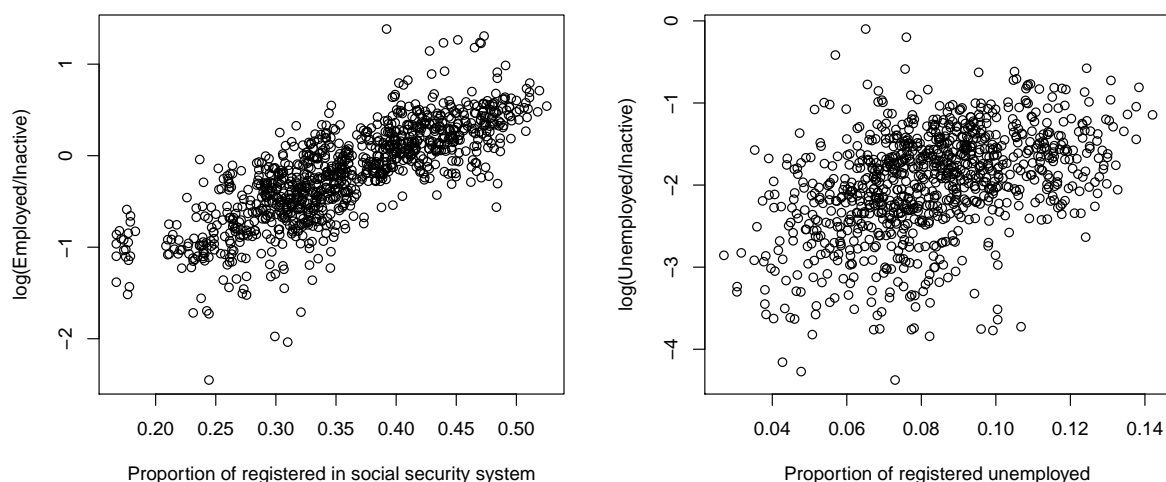 log(Employed/Inactive)
1
0
−1
−2
0.20 0.25 0.30 0.35 0.40 0.45 0.50
Proportion of registered in social security system
log(Unemployed/Inactive)
0
−1
−2
−3
−4
0.04 0.06 0.08 0.10 0.12 0.14
Proportion of registered unemployed